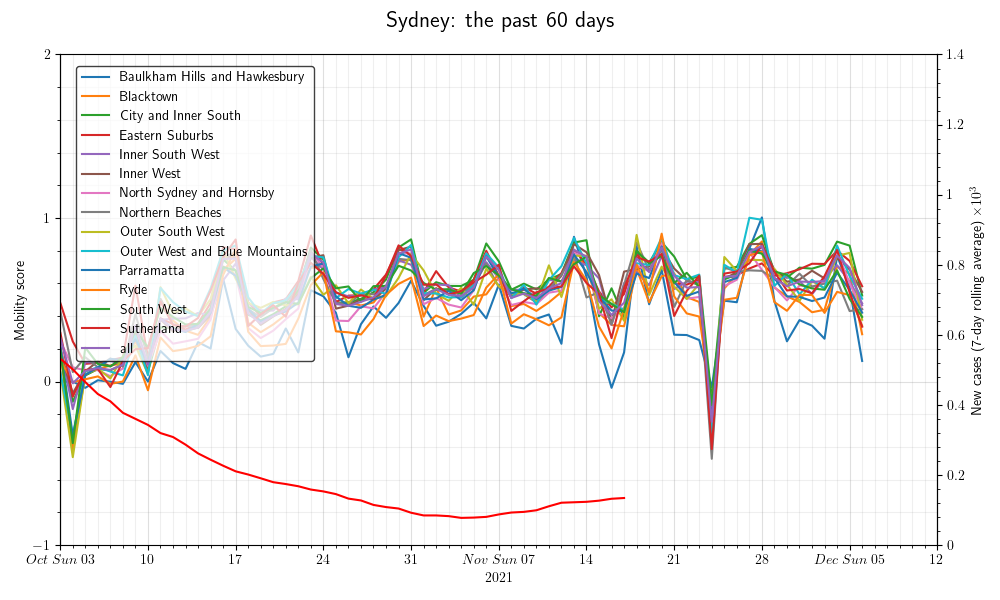 Sydney: the past 60 days
2
1
0
−1
Mobility score
Baulkham Hills and Hawkesbury
Blacktown
City and Inner South
Eastern Suburbs
Inner South West
Inner West
North Sydney and Hornsby
Northern Beaches
Outer South West
Outer West and Blue Mountains
Parramatta
Ryde
South West
Sutherland
all
1.4
1.2
1
0.8
0.6
0.4
0.2
0
New cases (7-day rolling average) ×10³
Oct Sun 03 10 17 24 31 Nov Sun 07 14 21 28 Dec Sun 05 12
2021